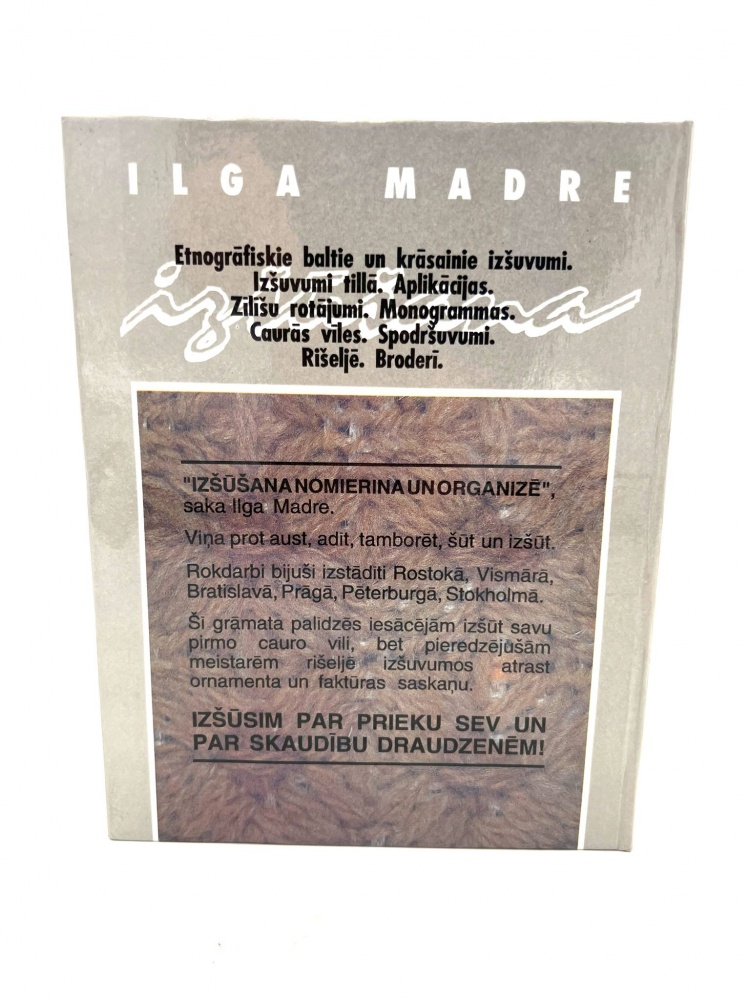 ILGA MADRE
izšūšana
Etnogrāfiskie baltie un krāsainie izšuvumi.
Izšuvumi tillā. Aplikācijas.
Zīlīšu rotājumi. Monogrammas.
Caurās vīles. Spodršuvumi.
Rišeljē. Broderī.
"IZŠŪŠANA NOMIERINA UN ORGANIZĒ",
saka Ilga Madre.
Viņa prot aust, adīt, tamborēt, šūt un izšūt.
Rokdarbi bijuši izstādīti Rostokā, Vismārā,
Bratislavā, Prāgā, Pēterburgā, Stokholmā.
Šī grāmata palīdzēs iesācējām izšūt savu
pirmo cauro vīli, bet pieredzējušām
meistarēm rišeljē izšuvumos atrast
ornamenta un faktūras saskaņu.
IZŠŪSIM PAR PRIEKU SEV UN
PAR SKAUDĪBU DRAUDZENĒM!